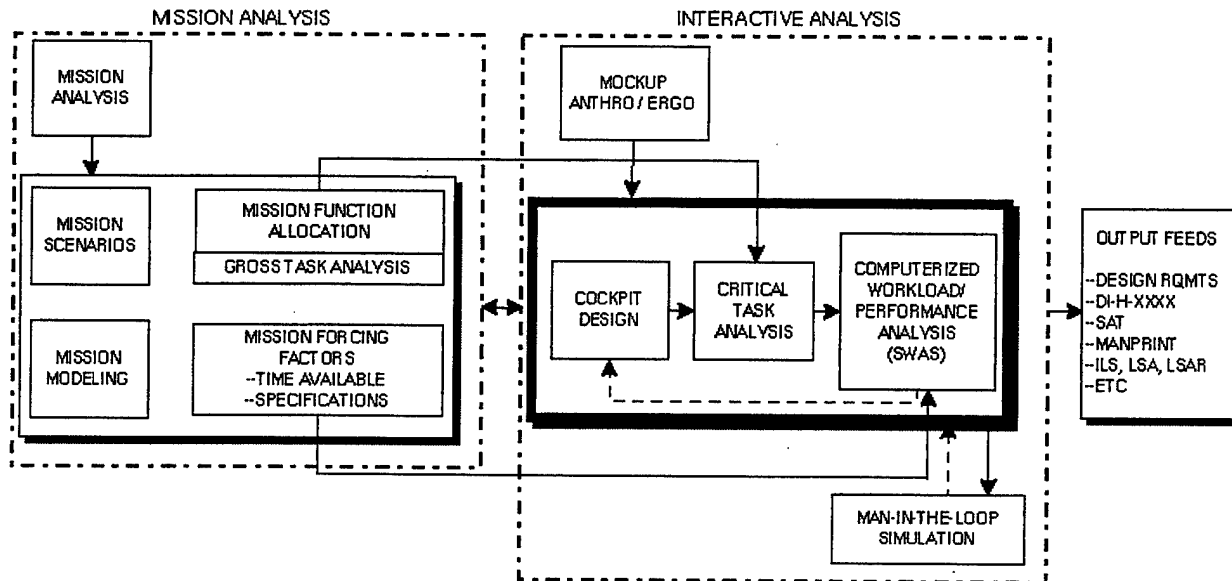 MISSION ANALYSIS
INTERACTIVE ANALYSIS
MISSION
ANALYSIS
MISSION
SCENARIOS
MISSION FUNCTION
ALLOCATION
GROSS TASK ANALYSIS
MISSION
MODELING
MISSION FORCING
FACTORS
--TIME AVAILABLE
--SPECIFICATIONS
MOCKUP
ANTHRO / ERGO
COCKPIT
DESIGN
CRITICAL
TASK
ANALYSIS
COMPUTERIZED
WORKLOAD/
PERFORMANCE
ANALYSIS
(SWAS)
MAN-IN-THE-LOOP
SIMULATION
OUTPUT FEEDS
--DESIGN RQMTS
--DI-H-XXXX
--SAT
--MANPRINT
--ILS, LSA, LSAR
--ETC